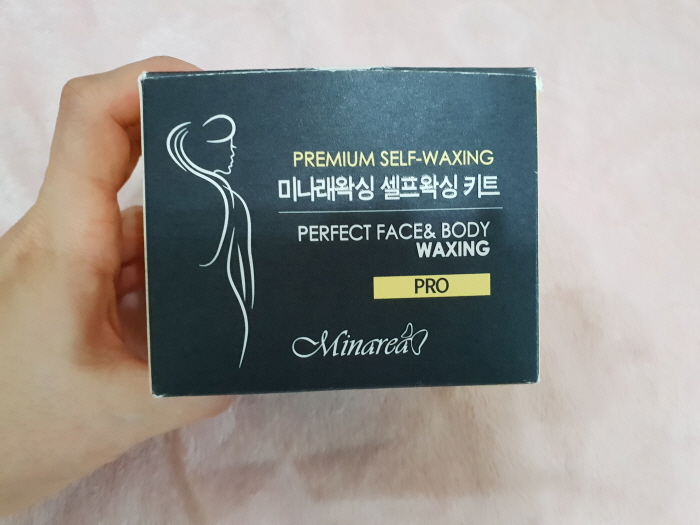 PREMIUM SELF-WAXING
미나래왁싱 셀프왁싱 키트
PERFECT FACE& BODY
WAXING
PRO
Minarea